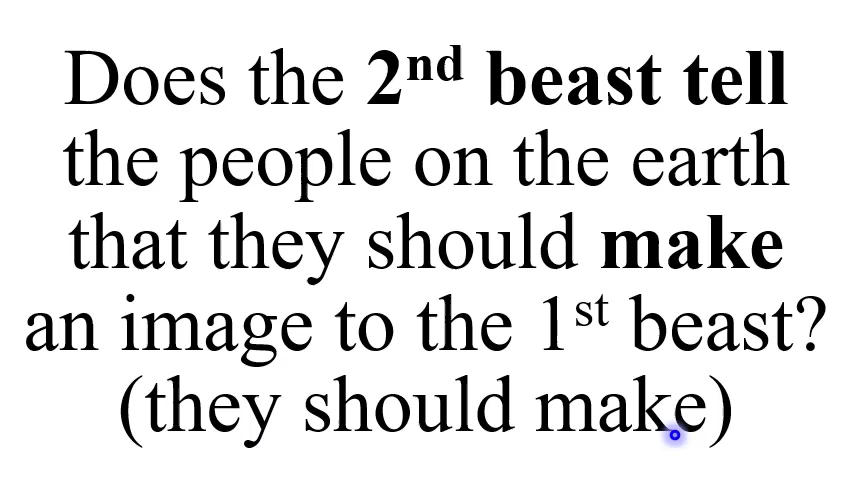 Does the 2nd beast tell
the people on the earth
that they should make
an image to the 1st beast?
(they should make)